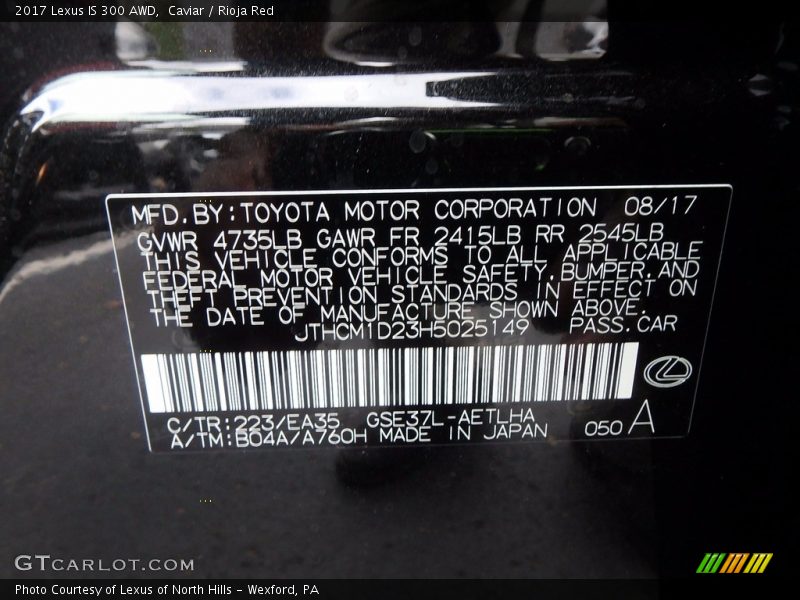 2017 Lexus IS 300 AWD, Caviar / Rioja Red
MFD.BY:TOYOTA MOTOR CORPORATION 08/17
GVWR 4735LB GAWR FR 2415LB RR 2545LB
THIS VEHICLE CONFORMS TO ALL APPLICABLE
FEDERAL MOTOR VEHICLE SAFETY,BUMPER,AND
THEFT PREVENTION STANDARDS IN EFFECT ON
THE DATE OF MANUFACTURE SHOWN ABOVE.
JTHCM1D23H5025149 PASS.CAR
C/TR:223/EA35 GSE37L-AETLHA
A/TM:B04A/A760H MADE IN JAPAN 050 A
GTCARLOT.COM
Photo Courtesy of Lexus of North Hills - Wexford, PA